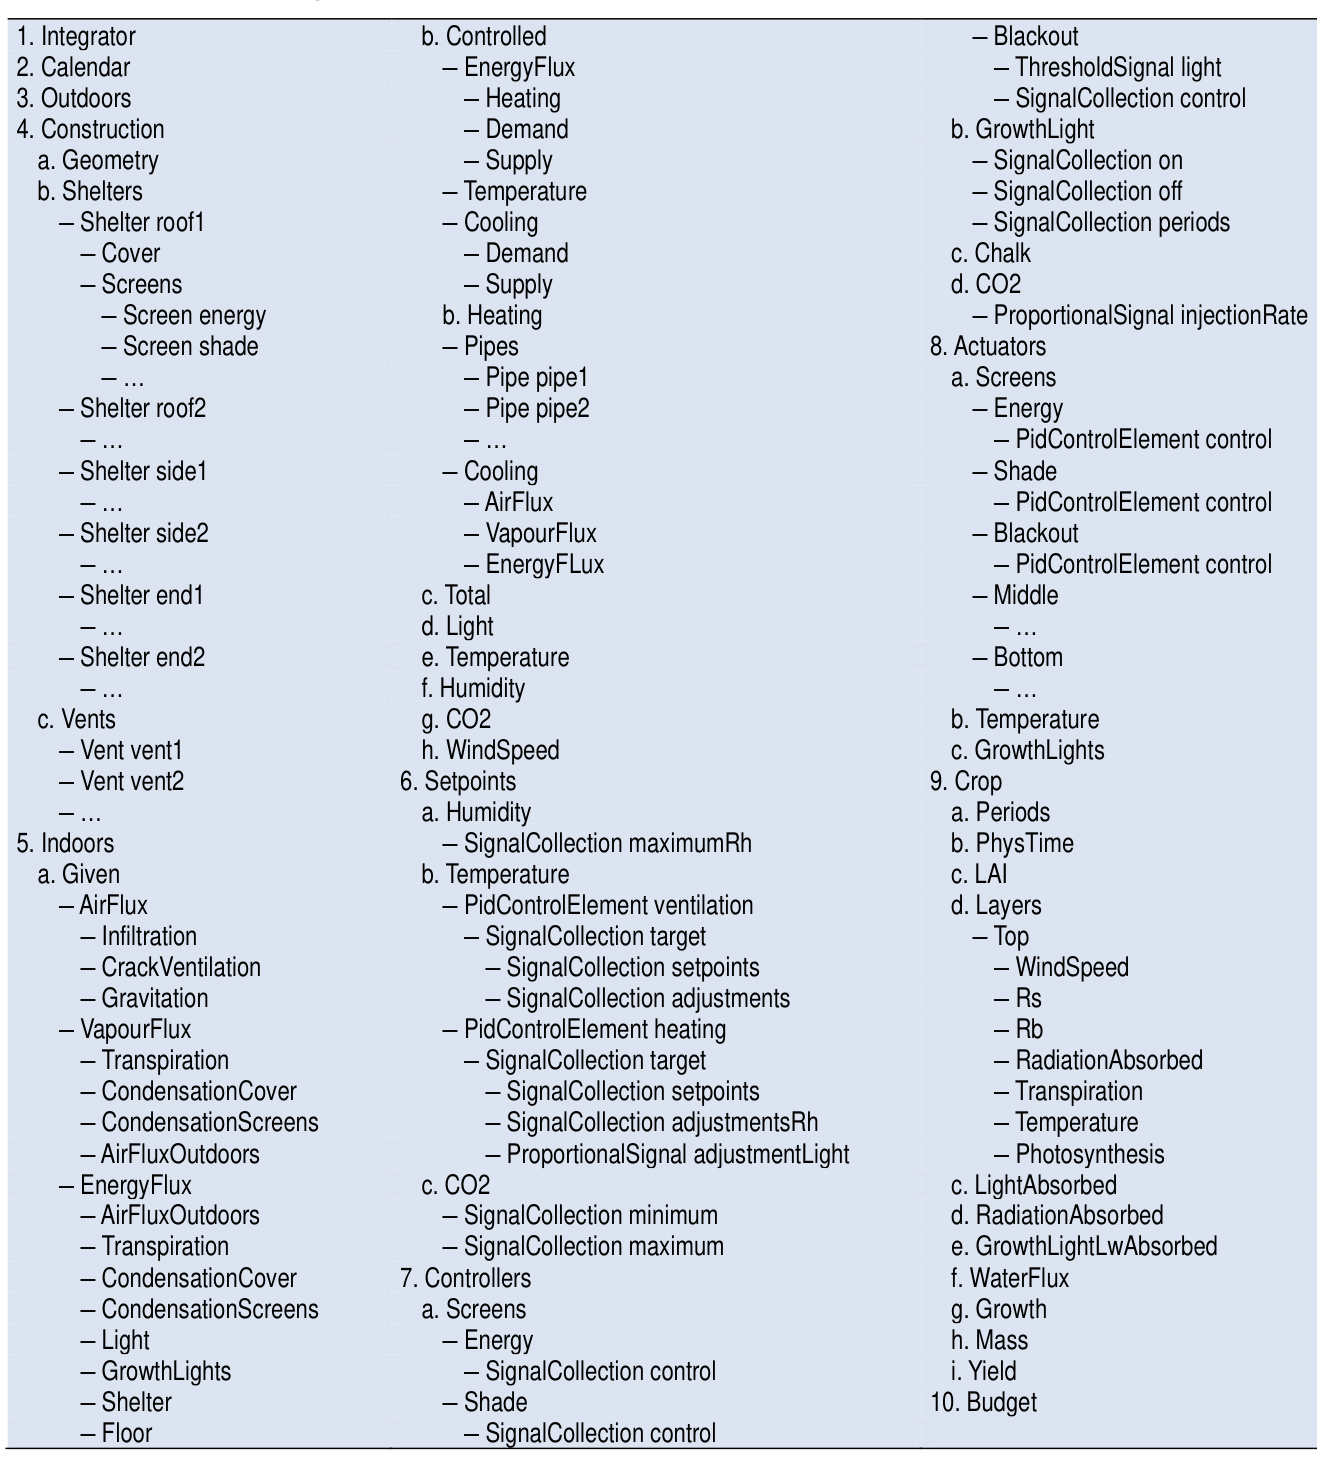 1. Integrator
2. Calendar
3. Outdoors
4. Construction
a. Geometry
b. Shelters
– Shelter roof1
– Cover
– Screens
– Screen energy
– Screen shade
– …
– Shelter roof2
– …
– Shelter side1
– …
– Shelter side2
– …
– Shelter end1
– …
– Shelter end2
– …
c. Vents
– Vent vent1
– Vent vent2
– …
5. Indoors
a. Given
– AirFlux
– Infiltration
– CrackVentilation
– Gravitation
– VapourFlux
– Transpiration
– CondensationCover
– CondensationScreens
– AirFluxOutdoors
– EnergyFlux
– AirFluxOutdoors
– Transpiration
– CondensationCover
– CondensationScreens
– Light
– GrowthLights
– Shelter
– Floor
b. Controlled
– EnergyFlux
– Heating
– Demand
– Supply
– Temperature
– Cooling
– Demand
– Supply
b. Heating
– Pipes
– Pipe pipe1
– Pipe pipe2
– …
– Cooling
– AirFlux
– VapourFlux
– EnergyFLux
c. Total
d. Light
e. Temperature
f. Humidity
g. CO2
h. WindSpeed
6. Setpoints
a. Humidity
– SignalCollection maximumRh
b. Temperature
– PidControlElement ventilation
– SignalCollection target
– SignalCollection setpoints
– SignalCollection adjustments
– PidControlElement heating
– SignalCollection target
– SignalCollection setpoints
– SignalCollection adjustmentsRh
– ProportionalSignal adjustmentLight
c. CO2
– SignalCollection minimum
– SignalCollection maximum
7. Controllers
a. Screens
– Energy
– SignalCollection control
– Shade
– SignalCollection control
– Blackout
– ThresholdSignal light
– SignalCollection control
b. GrowthLight
– SignalCollection on
– SignalCollection off
– SignalCollection periods
c. Chalk
d. CO2
– ProportionalSignal injectionRate
8. Actuators
a. Screens
– Energy
– PidControlElement control
– Shade
– PidControlElement control
– Blackout
– PidControlElement control
– Middle
– …
– Bottom
– …
b. Temperature
c. GrowthLights
9. Crop
a. Periods
b. PhysTime
c. LAI
d. Layers
– Top
– WindSpeed
– Rs
– Rb
– RadiationAbsorbed
– Transpiration
– Temperature
– Photosynthesis
c. LightAbsorbed
d. RadiationAbsorbed
e. GrowthLightLwAbsorbed
f. WaterFlux
g. Growth
h. Mass
i. Yield
10. Budget